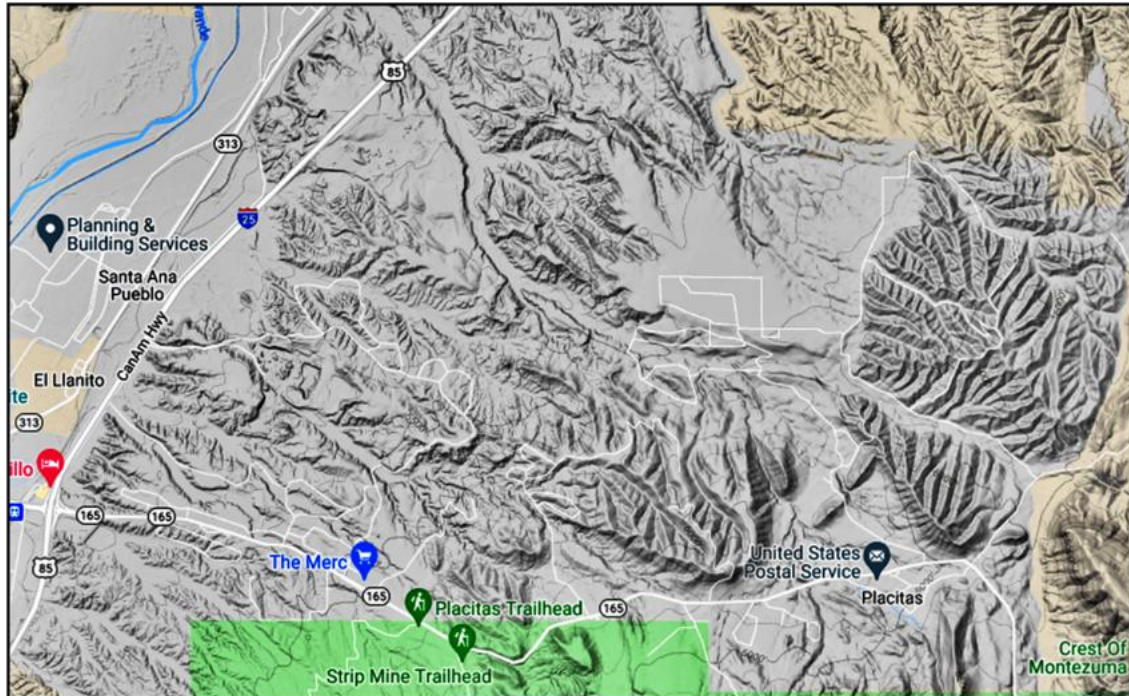 85
313
25
Planning &
Building Services
Santa Ana
Pueblo
CanAm Hwy
El Llanito
ite
313
illo
165
165
85
The Merc
165
Placitas Trailhead
165
Strip Mine Trailhead
United States
Postal Service
Placitas
Crest Of
Montezuma